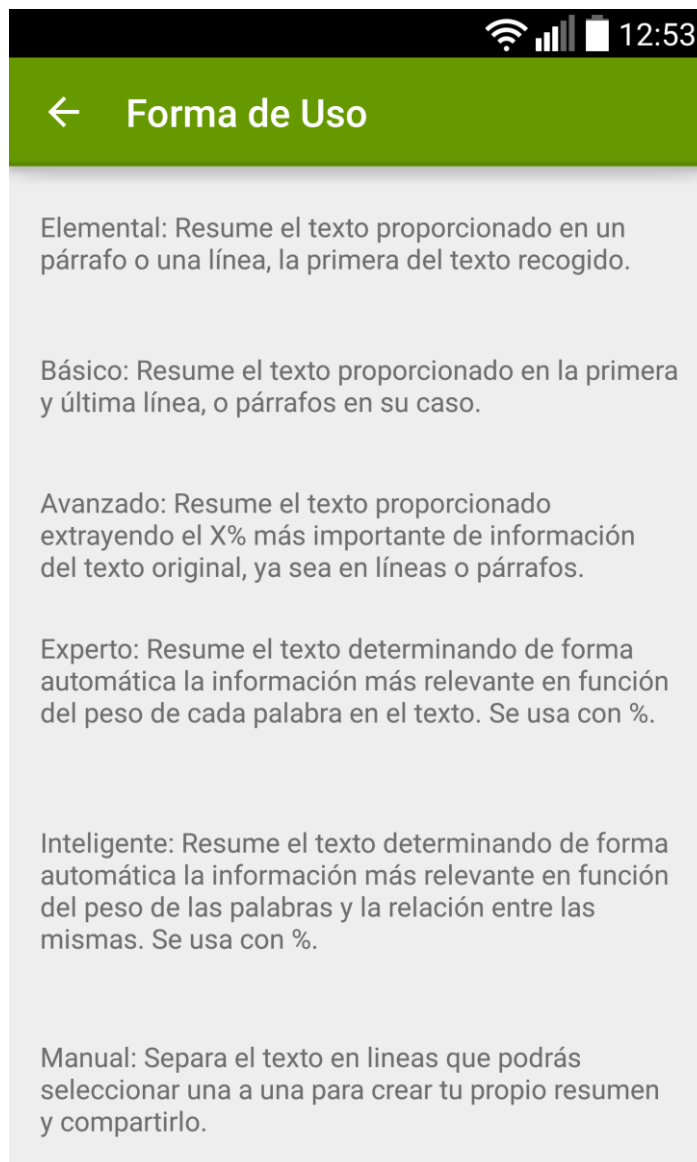 12:53
Forma de Uso
Elemental: Resume el texto proporcionado en un
párrafo o una línea, la primera del texto recogido.
Básico: Resume el texto proporcionado en la primera
y última línea, o párrafos en su caso.
Avanzado: Resume el texto proporcionado
extrayendo el X% más importante de información
del texto original, ya sea en líneas o párrafos.
Experto: Resume el texto determinando de forma
automática la información más relevante en función
del peso de cada palabra en el texto. Se usa con %.
Inteligente: Resume el texto determinando de forma
automática la información más relevante en función
del peso de las palabras y la relación entre las
mismas. Se usa con %.
Manual: Separa el texto en lineas que podrás
seleccionar una a una para crear tu propio resumen
y compartirlo.